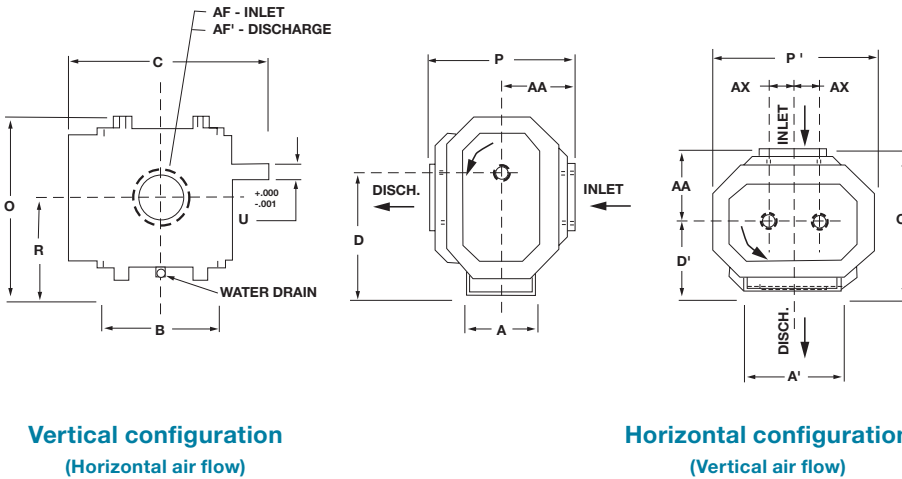 AF - INLET
AF' - DISCHARGE
C
O
R
U
+.000
-.001
WATER DRAIN
B
P
AA
DISCH.
INLET
D
A
P '
AX
AX
INLET
AA
D'
DISCH.
A'
Vertical configuration
(Horizontal air flow)
Horizontal configuration
(Vertical air flow)